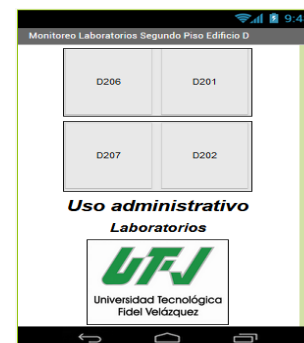 9:4
Monitoreo Laboratorios Segundo Piso Edificio D
D206 D201
D207 D202
Uso administrativo
Laboratorios
UTFV
Universidad Tecnológica
Fidel Velázquez